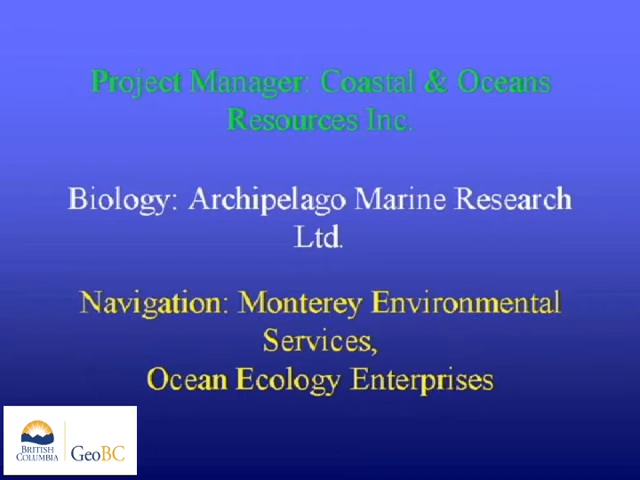 Project Manager: Coastal & Oceans
Resources Inc.
Biology: Archipelago Marine Research
Ltd.
Navigation: Monterey Environmental
Services,
Ocean Ecology Enterprises
BRITISH
COLUMBIA
GeoBC